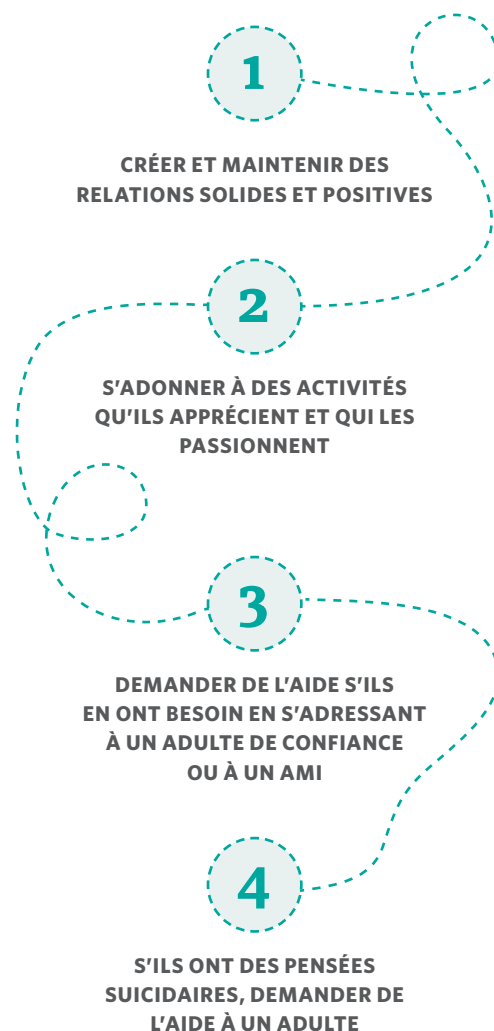 1
CRÉER ET MAINTENIR DES
RELATIONS SOLIDES ET POSITIVES
2
S'ADONNER À DES ACTIVITÉS
QU'ILS APPRÉCIENT ET QUI LES
PASSIONNENT
3
DEMANDER DE L'AIDE S'ILS
EN ONT BESOIN EN S'ADRESSANT
À UN ADULTE DE CONFIANCE
OU À UN AMI
4
S'ILS ONT DES PENSÉES
SUICIDAIRES, DEMANDER DE
L'AIDE À UN ADULTE